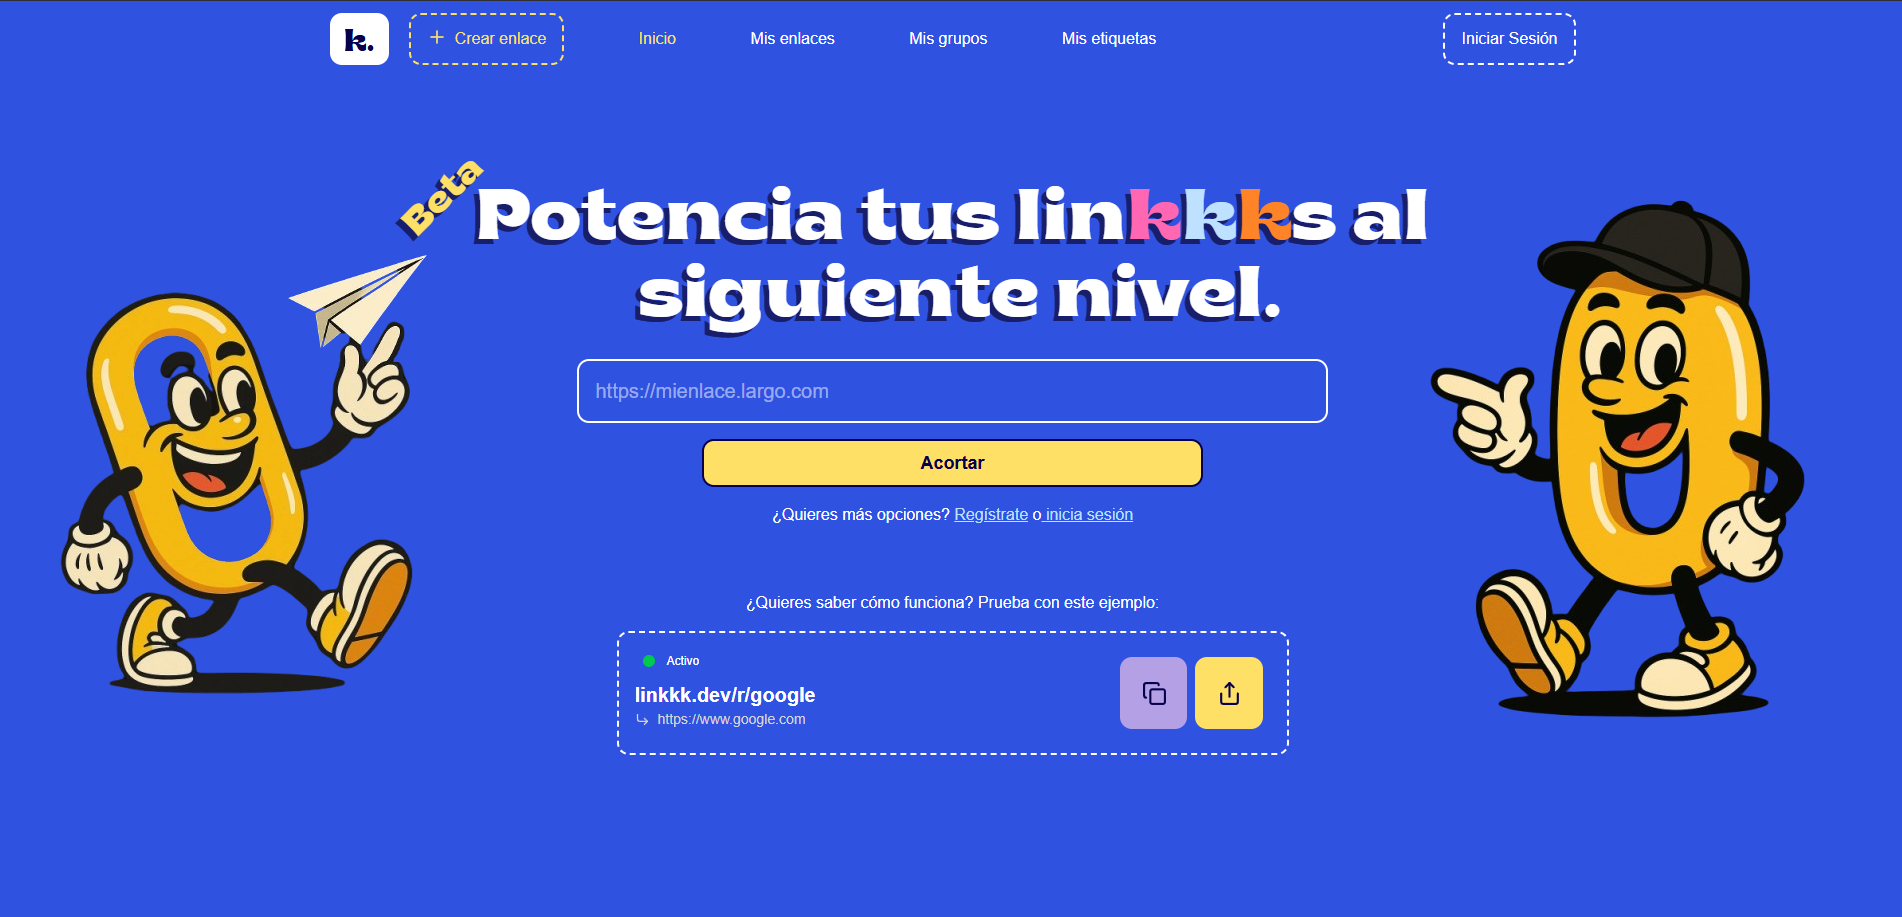 k.
Crear enlace
Inicio
Mis enlaces
Mis grupos
Mis etiquetas
Iniciar Sesión
Beta
Potencia tus linkkks al
siguiente nivel.
https://mienlace.largo.com
Acortar
¿Quieres más opciones? Regístrate o inicia sesión
¿Quieres saber cómo funciona? Prueba con este ejemplo:
Activo
linkkk.dev/r/google
https://www.google.com